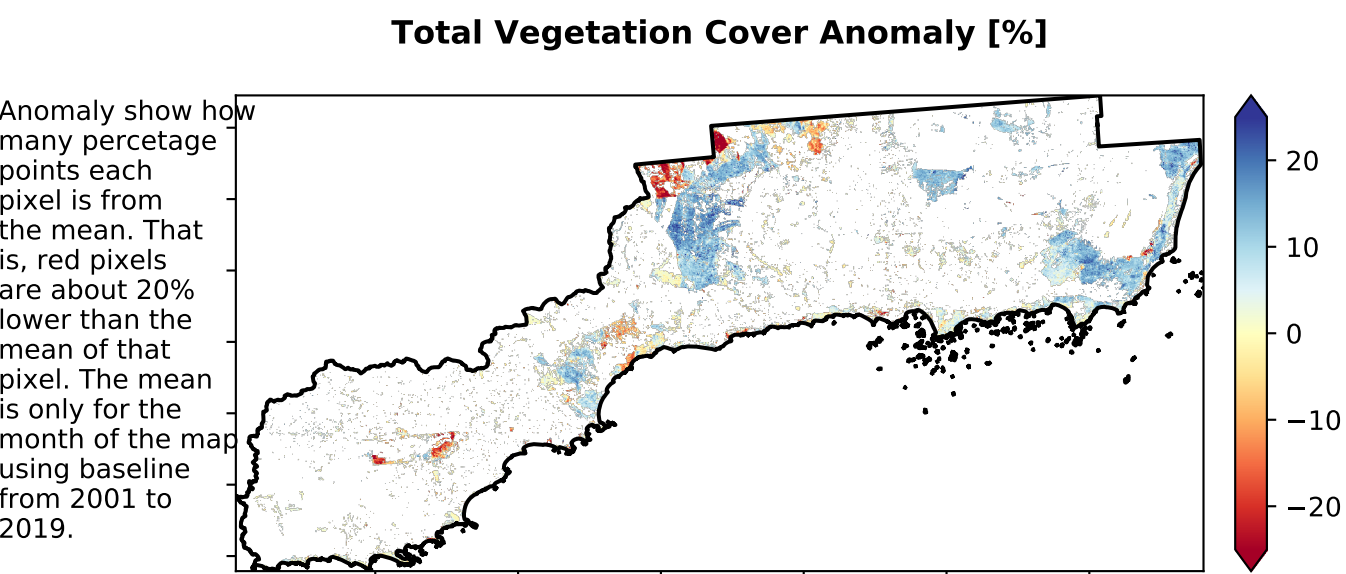 Total Vegetation Cover Anomaly [%]
Anomaly show how
many percetage
points each
pixel is from
the mean. That
is, red pixels
are about 20%
lower than the
mean of that
pixel. The mean
is only for the
month of the map
using baseline
from 2001 to
2019.
20
10
0
−10
−20